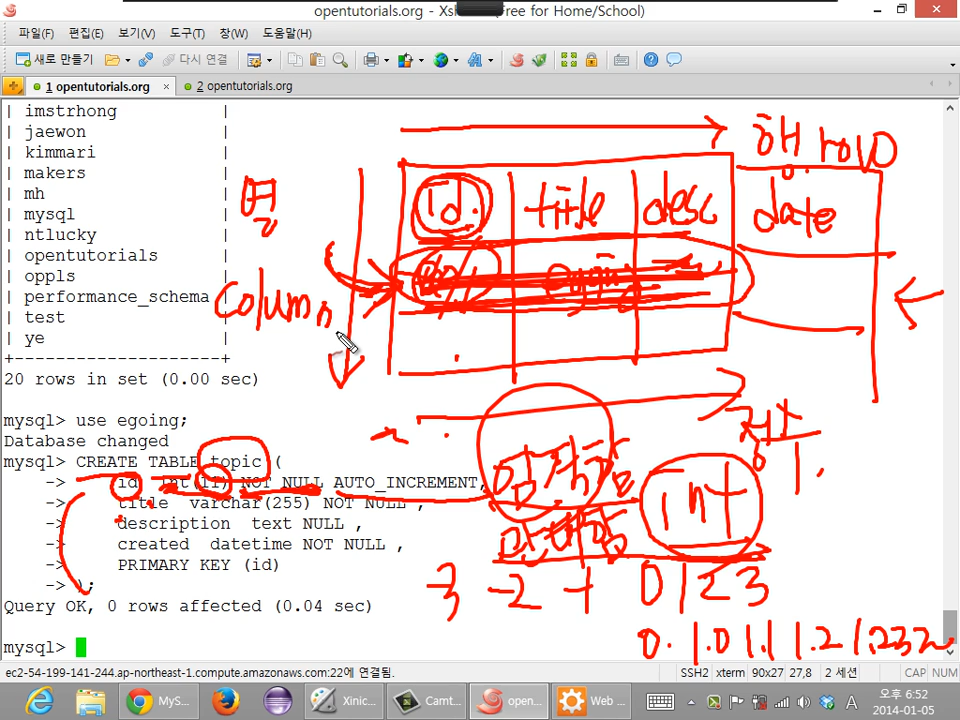 opentutorials.org - Xsh (Free for Home/School)
파일(F) 편집(E) 보기(V) 도구(T) 창(W) 도움말(H)
새로 만들기 다시 연결
1 opentutorials.org × 2 opentutorials.org
| imstrhong |
| jaewon |
| kimmari |
| makers |
| mh |
| mysql |
| ntlucky |
| opentutorials |
| oppls |
| performance_schema |
| test |
| ye |
+--------------------+
20 rows in set (0.00 sec)
mysql> use egoing;
Database changed
mysql> CREATE TABLE topic (
-> id int(11) NOT NULL AUTO_INCREMENT,
-> title varchar(255) NOT NULL ,
-> description text NULL ,
-> created datetime NOT NULL ,
-> PRIMARY KEY (id)
-> );
Query OK, 0 rows affected (0.04 sec)
mysql>
행 row
id. title desc date
열
column
int
-3 -2 -1 0 1 2 3
ec2-54-199-141-244.ap-northeast-1.compute.amazonaws.com:22에 연결됨.
SSH2 xterm 90x27 27,8 2 세션 CAP NUM
MyS... Xinic... Camt... open... Web ...
A 오후 6:52
2014-01-05